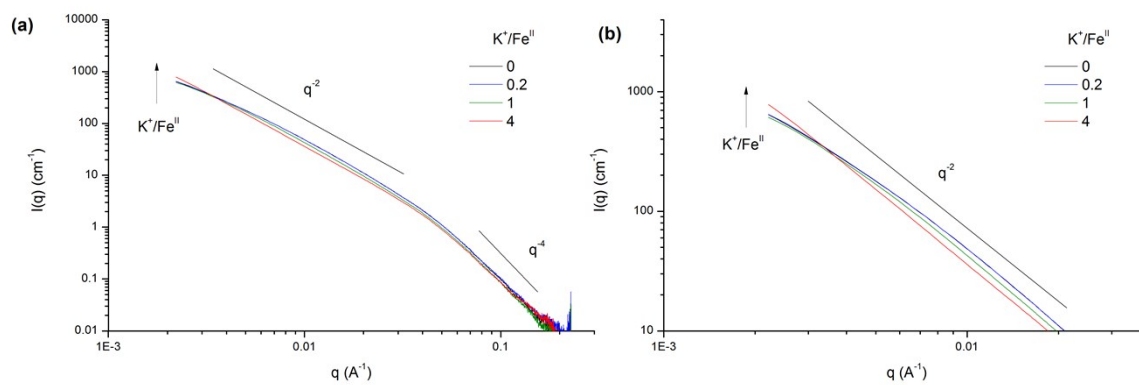 (a)
10000
1000
100
10
1
0.1
0.01
1E-3
0.01
0.1
I(q) (cm⁻¹)
q (A⁻¹)
K⁺/Feᴵᴵ
q⁻²
q⁻⁴
K⁺/Feᴵᴵ
0
0.2
1
4
(b)
1000
100
10
1E-3
0.01
I(q) (cm⁻¹)
q (A⁻¹)
K⁺/Feᴵᴵ
q⁻²
K⁺/Feᴵᴵ
0
0.2
1
4